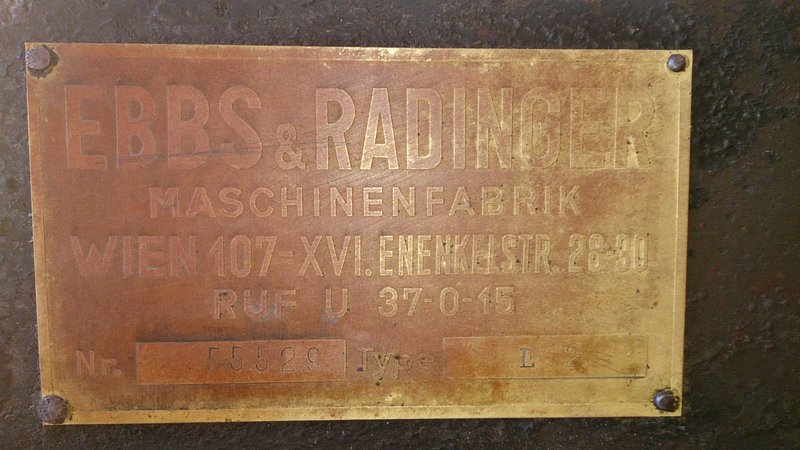 EBBS & RADINGER
MASCHINENFABRIK
WIEN 107=XVI. ENENKELSTR. 28-30
RUF U 37-0-15
Nr. 55529 Type L 2